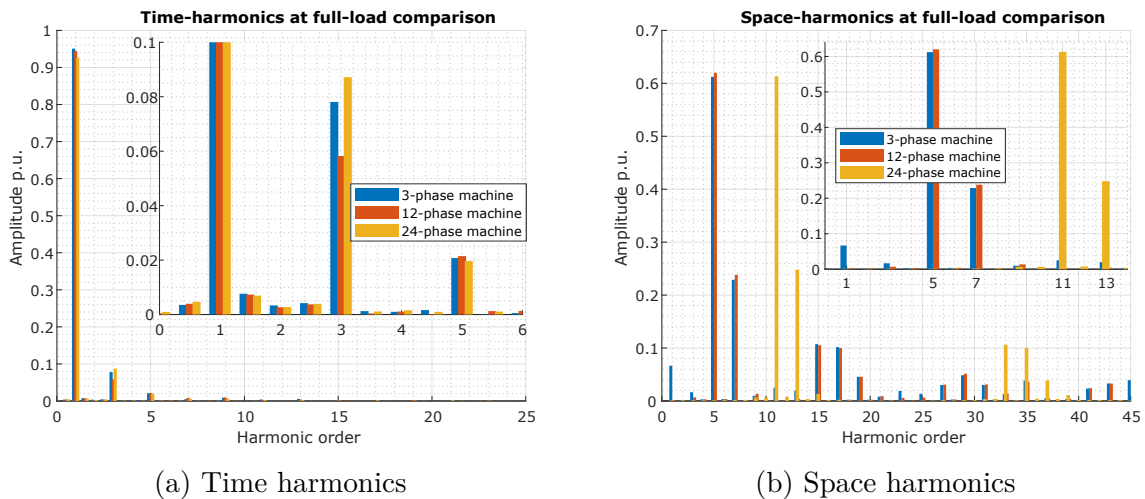 Time-harmonics at full-load comparison
Amplitude p.u.
1
0.9
0.8
0.7
0.6
0.5
0.4
0.3
0.2
0.1
0
0.1
0.08
0.06
0.04
0.02
0
0 1 2 3 4 5 6
3-phase machine
12-phase machine
24-phase machine
0 5 10 15 20 25
Harmonic order
(a) Time harmonics
Space-harmonics at full-load comparison
Amplitude p.u.
0.7
0.6
0.5
0.4
0.3
0.2
0.1
0
0.6
0.4
0.3
0.2
0.1
0
3-phase machine
12-phase machine
24-phase machine
1 5 7 11 13
0 5 10 15 20 25 30 35 40 45
Harmonic order
(b) Space harmonics